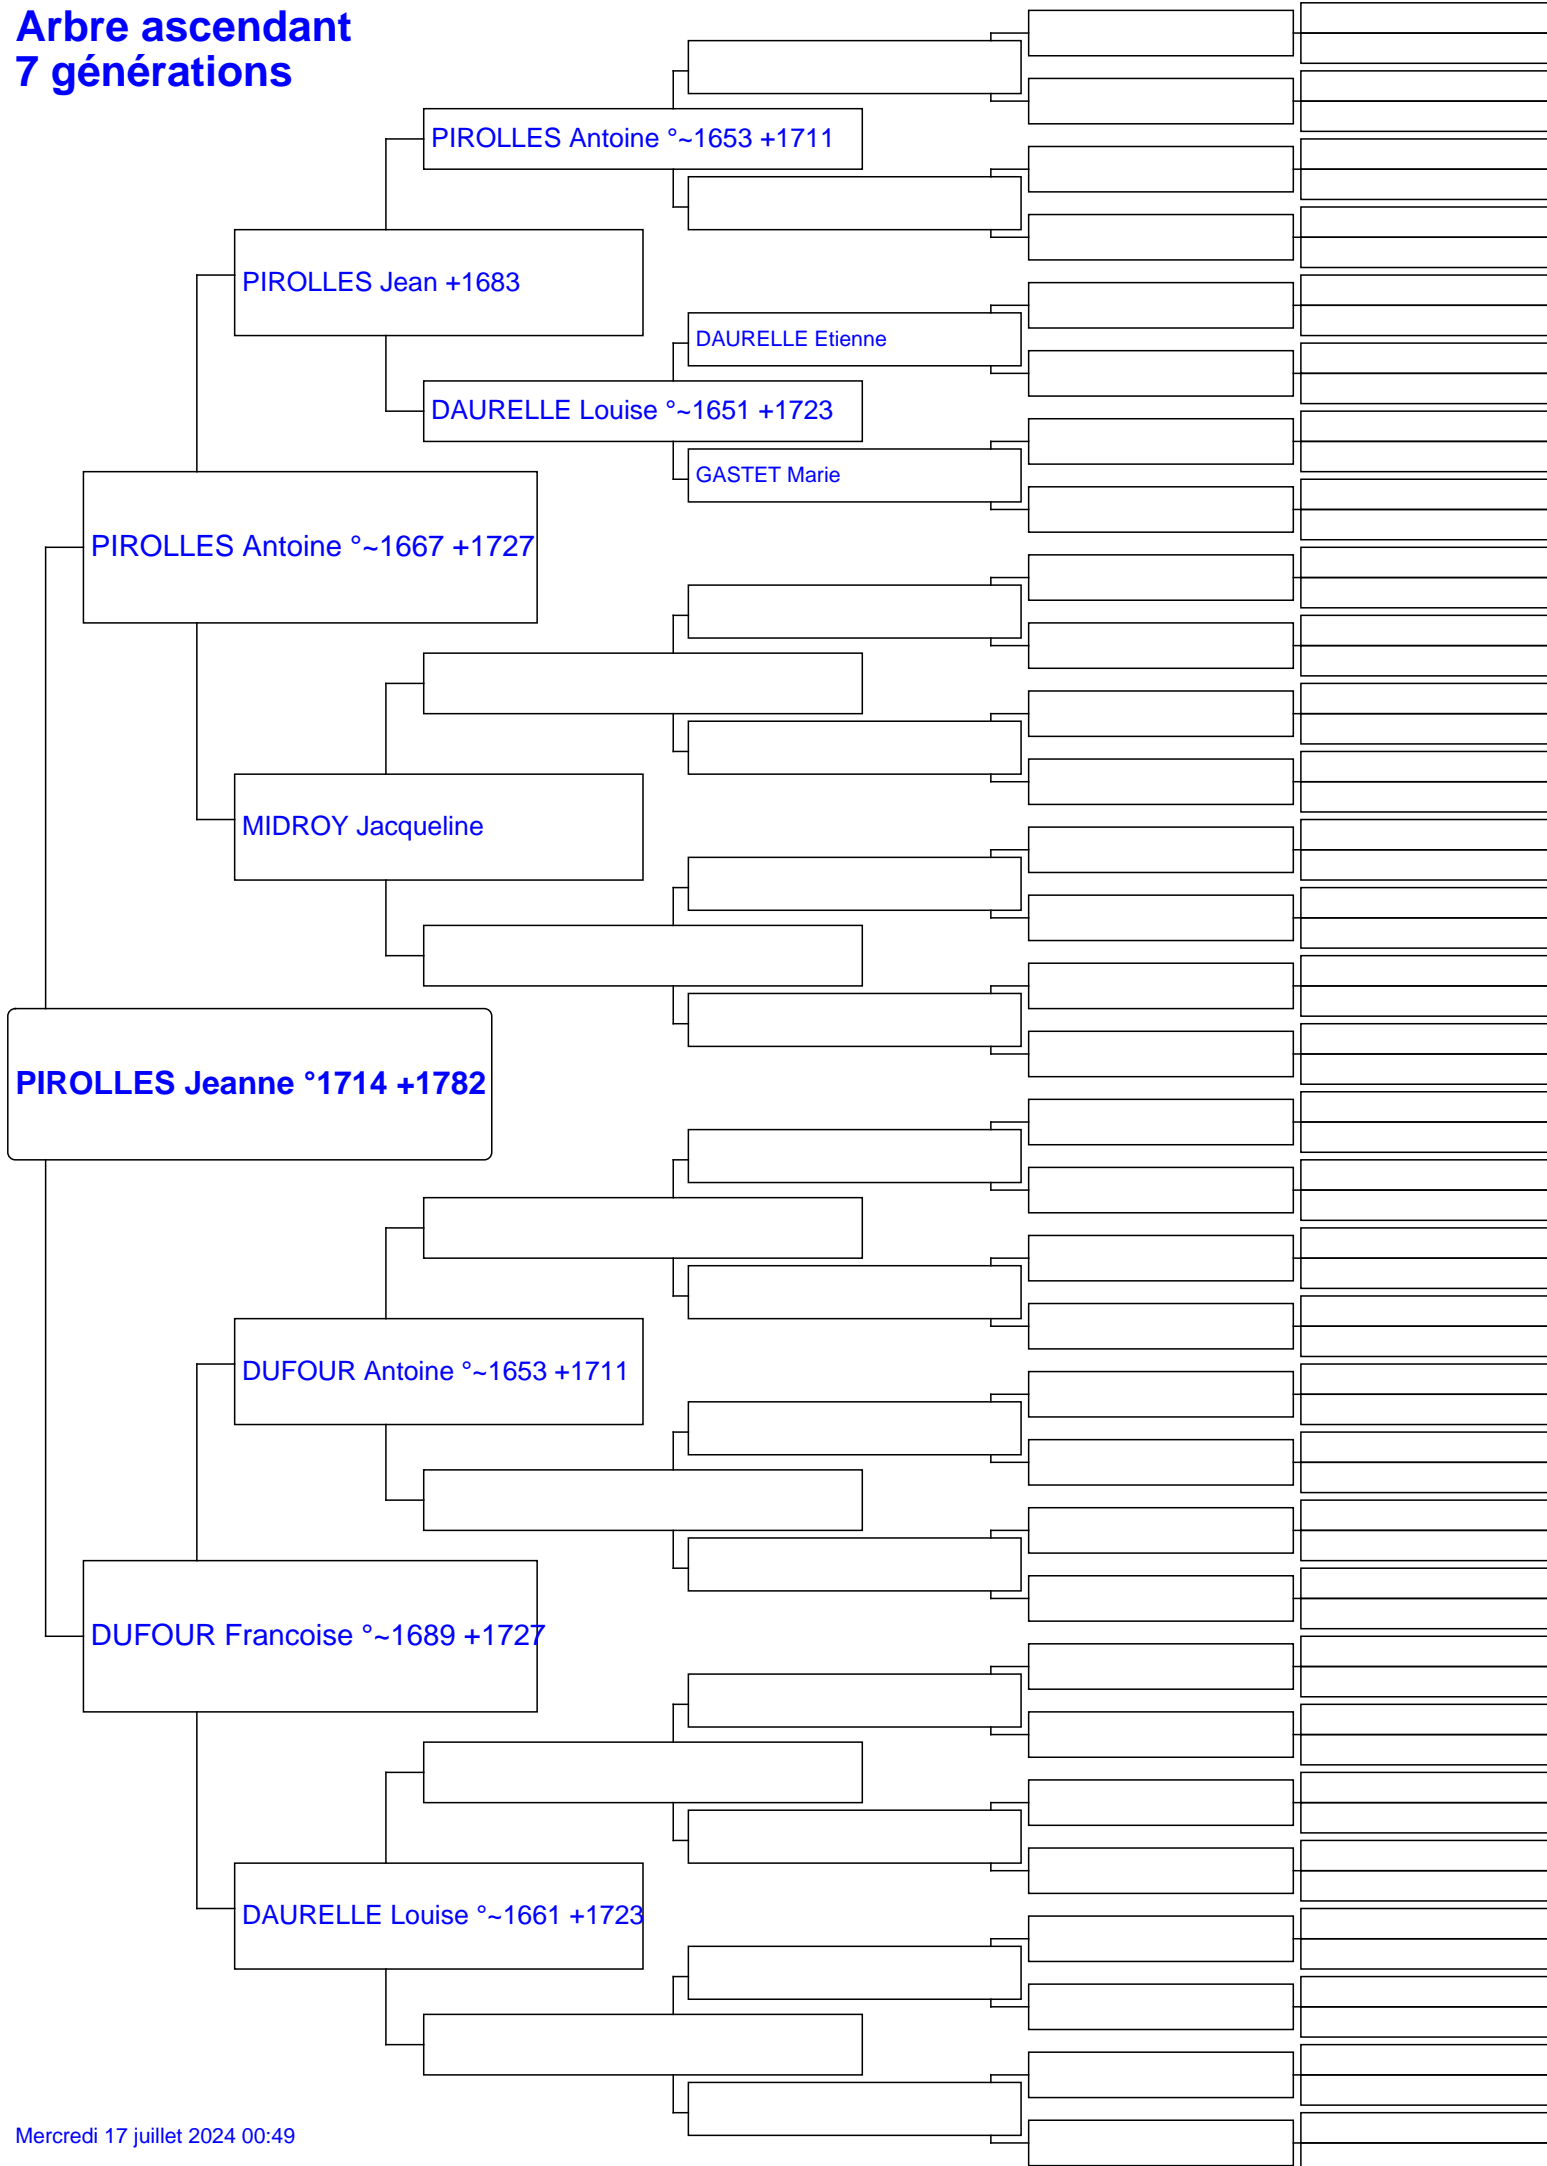 Arbre ascendant
7 générations
PIROLLES Antoine °~1653 +1711
PIROLLES Jean +1683
DAURELLE Etienne
DAURELLE Louise °~1651 +1723
GASTET Marie
PIROLLES Antoine °~1667 +1727
MIDROY Jacqueline
PIROLLES Jeanne °1714 +1782
DUFOUR Antoine °~1653 +1711
DUFOUR Francoise °~1689 +1727
DAURELLE Louise °~1661 +1723
Mercredi 17 juillet 2024 00:49